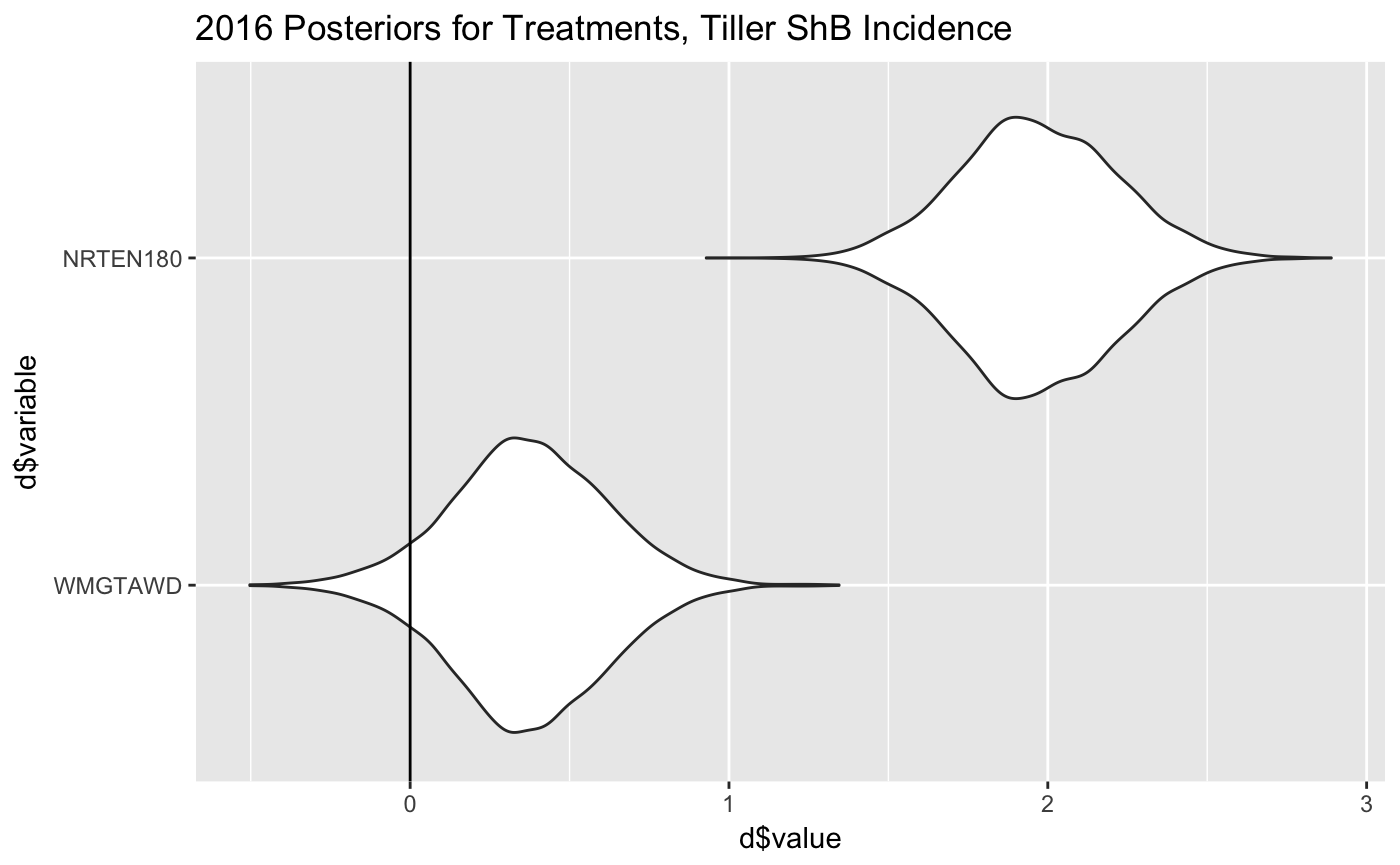 2016 Posteriors for Treatments, Tiller ShB Incidence
d$variable
NRTEN180
WMGTAWD
0 1 2 3
d$value